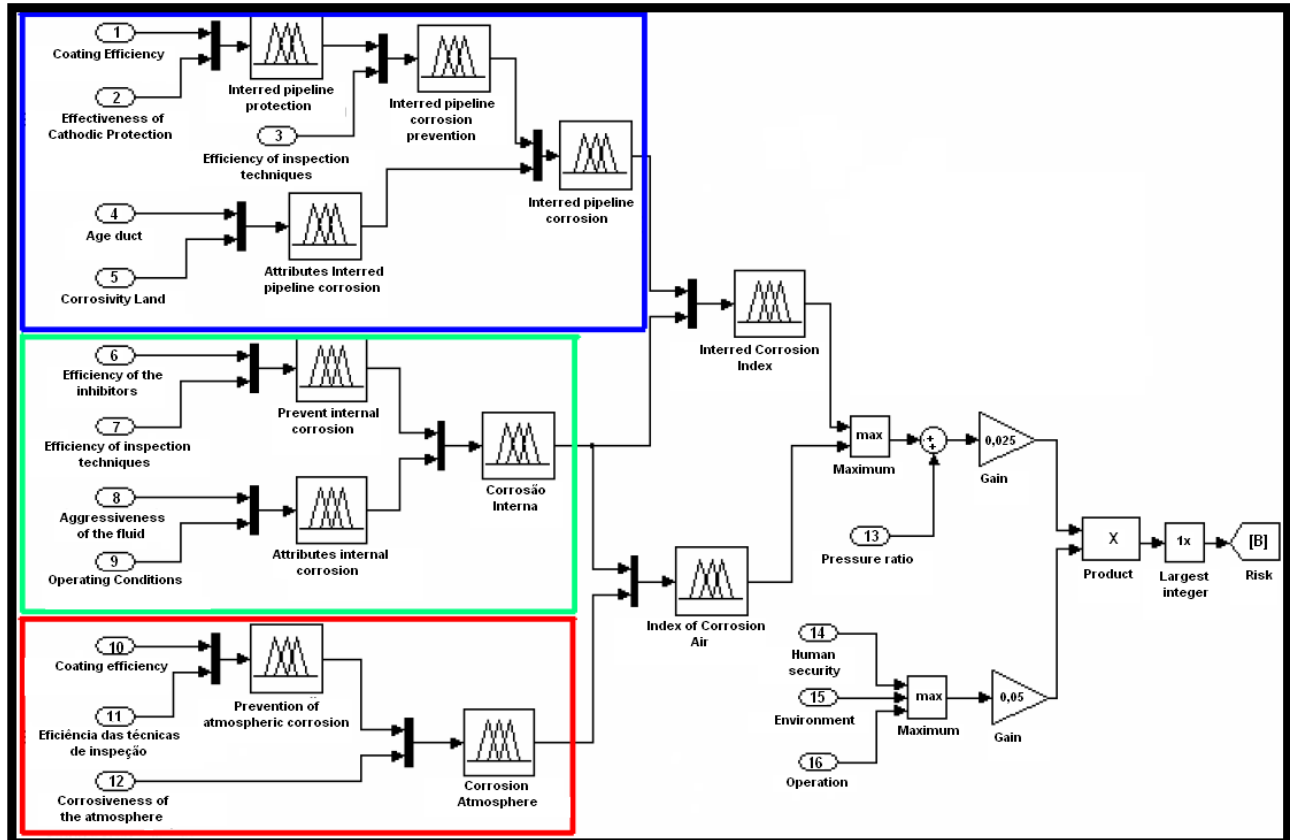 1
Coating Efficiency
2
Effectiveness of
Cathodic Protection
Interred pipeline
protection
3
Efficiency of inspection
techniques
Interred pipeline
corrosion
prevention
4
Age duct
5
Corrosivity Land
Attributes Interred
pipeline corrosion
Interred pipeline
corrosion
6
Efficiency of the
inhibitors
7
Efficiency of inspection
techniques
Prevent internal
corrosion
8
Aggressiveness
of the fluid
9
Operating Conditions
Attributes internal
corrosion
Corrosão
Interna
10
Coating efficiency
11
Eficiéncia das técnicas
de inspeção
Prevention of
atmospheric corrosion
12
Corrosiveness of
the atmosphere
Corrosion
Atmosphere
Interred Corrosion
Index
Index of Corrosion
Air
max
Maximum
+
+
13
Pressure ratio
0,025
Gain
14
Human
security
15
Environment
16
Operation
max
Maximum
0,05
Gain
X
Product
1x
Largest
integer
[B]
Risk